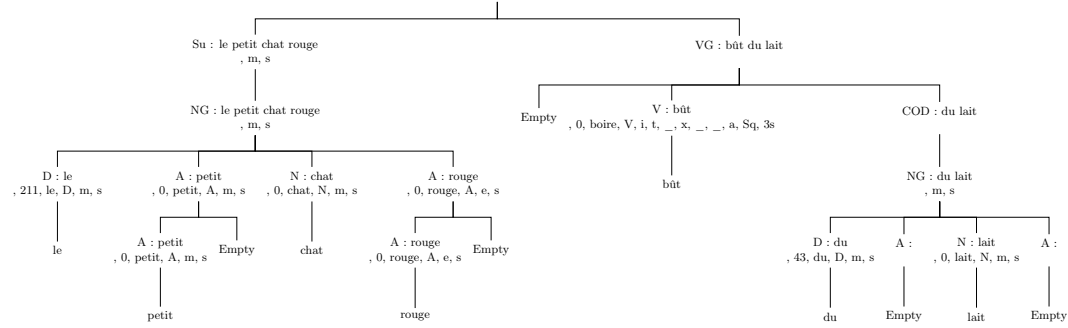 Su : le petit chat rouge
, m, s
VG : bût du lait
NG : le petit chat rouge
, m, s
Empty
V : bût
, 0, boire, V, i, t, _, x, _, _, a, Sq, 3s
COD : du lait
D : le
, 211, le, D, m, s
A : petit
, 0, petit, A, m, s
N : chat
, 0, chat, N, m, s
A : rouge
, 0, rouge, A, e, s
bût
NG : du lait
, m, s
le
A : petit
, 0, petit, A, m, s
Empty
chat
A : rouge
, 0, rouge, A, e, s
Empty
D : du
, 43, du, D, m, s
A :
N : lait
, 0, lait, N, m, s
A :
petit
rouge
du
Empty
lait
Empty